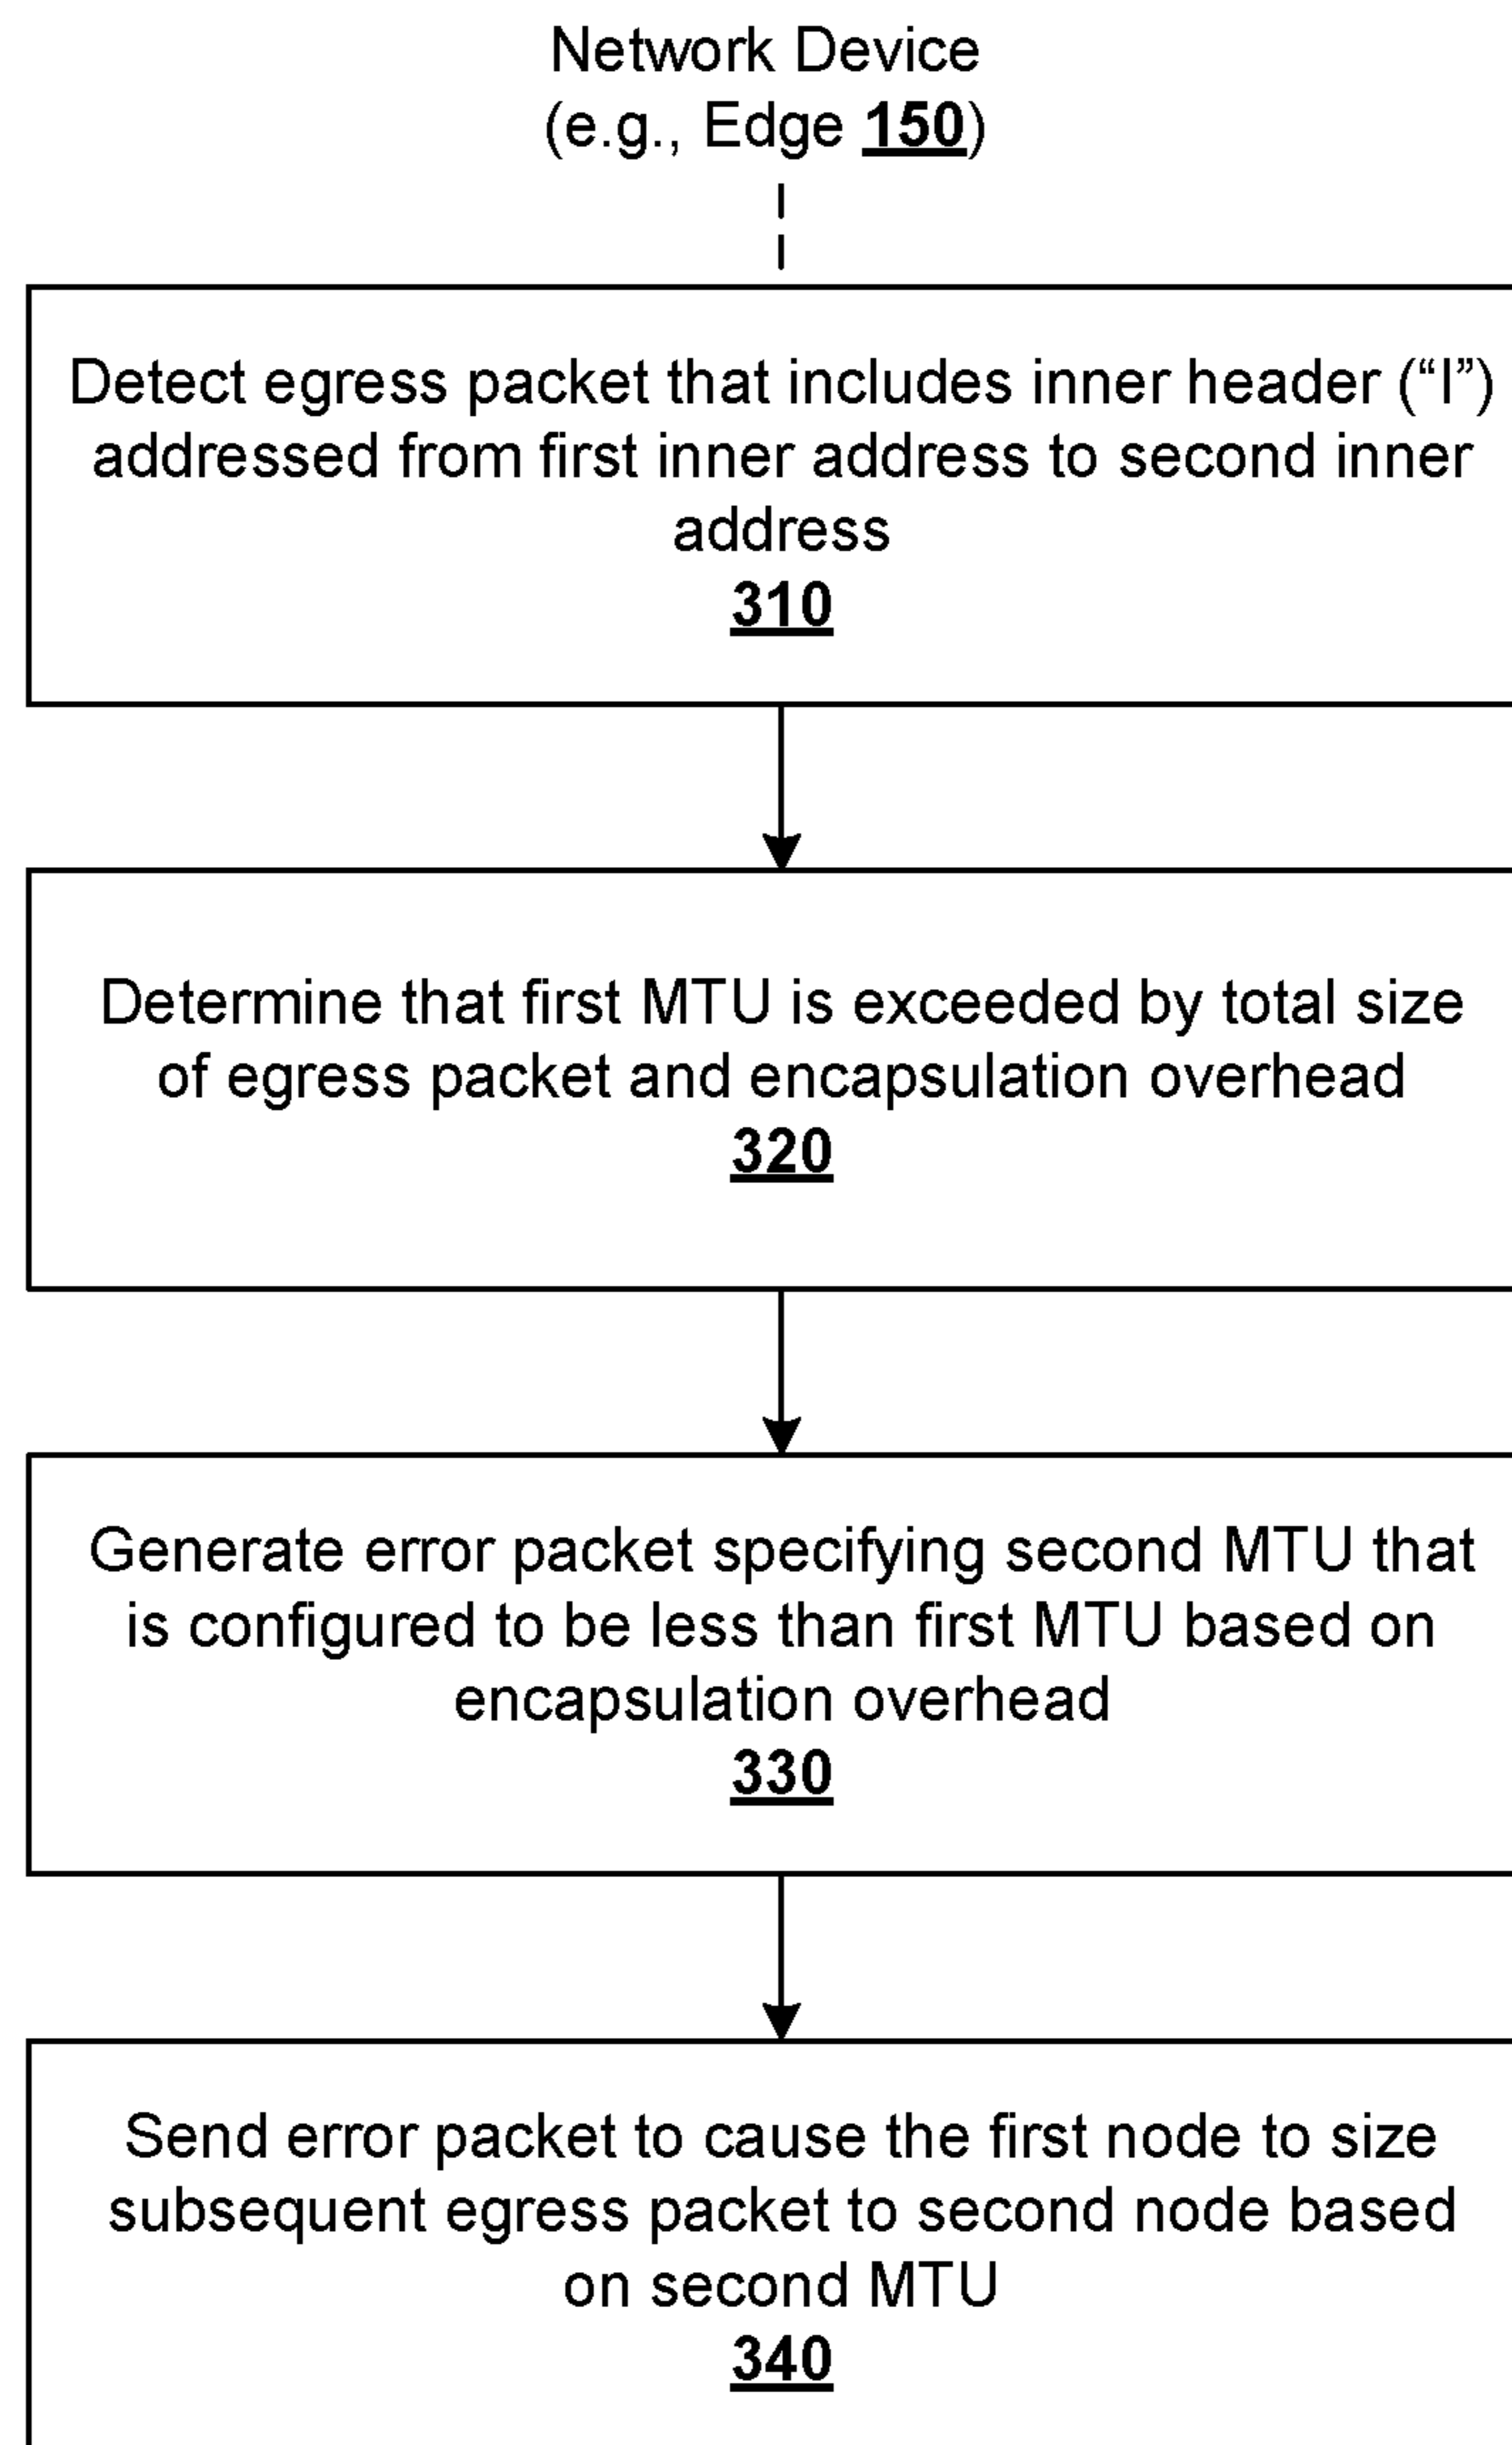 Network Device
(e.g., Edge 150)
Detect egress packet that includes inner header (“I”)
addressed from first inner address to second inner
address
310
Determine that first MTU is exceeded by total size
of egress packet and encapsulation overhead
320
Generate error packet specifying second MTU that
is configured to be less than first MTU based on
encapsulation overhead
330
Send error packet to cause the first node to size
subsequent egress packet to second node based
on second MTU
340